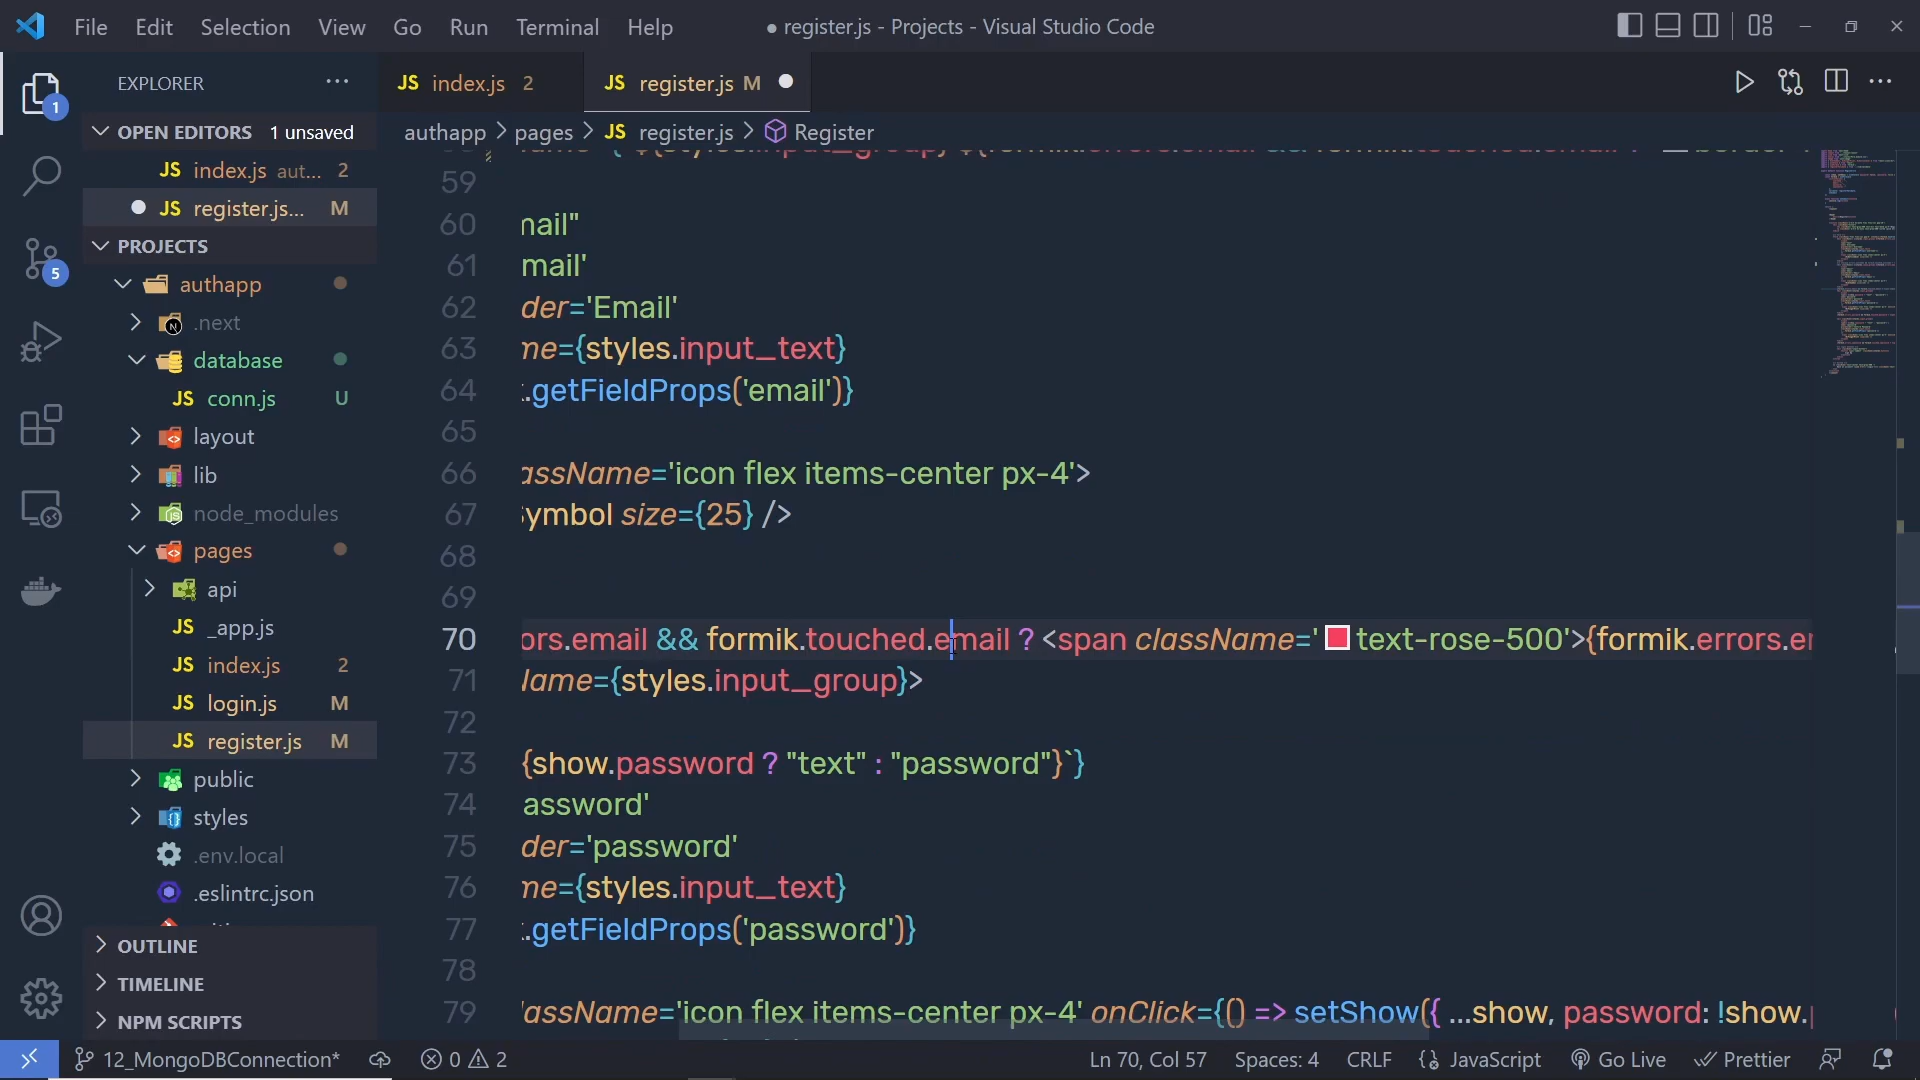 File Edit Selection View Go Run Terminal Help
● register.js - Projects - Visual Studio Code
EXPLORER
JS index.js 2
JS register.js M
OPEN EDITORS 1 unsaved
JS index.js aut... 2
JS register.js... M
PROJECTS
authapp
.next
database
JS conn.js U
layout
lib
node_modules
pages
api
JS _app.js
JS index.js 2
JS login.js M
JS register.js M
public
styles
.env.local
.eslintrc.json
OUTLINE
TIMELINE
NPM SCRIPTS
1
5
authapp > pages > JS register.js > Register
59
60 mail"
61 mail'
62 der='Email'
63 me={styles.input_text}
64 .getFieldProps('email')}
65
66 assName='icon flex items-center px-4'>
67 Symbol size={25} />
68
69
70 ors.email && formik.touched.email ? <span className='text-rose-500'>{formik.errors.er
71 Name={styles.input_group}>
72
73 {show.password ? "text" : "password"}`}
74 assword'
75 der='password'
76 me={styles.input_text}
77 .getFieldProps('password')}
78
79 assName='icon flex items-center px-4' onClick={() => setShow({ ...show, password: !show.p
12_MongoDBConnection* 0 2 Ln 70, Col 57 Spaces: 4 CRLF {} JavaScript Go Live Prettier